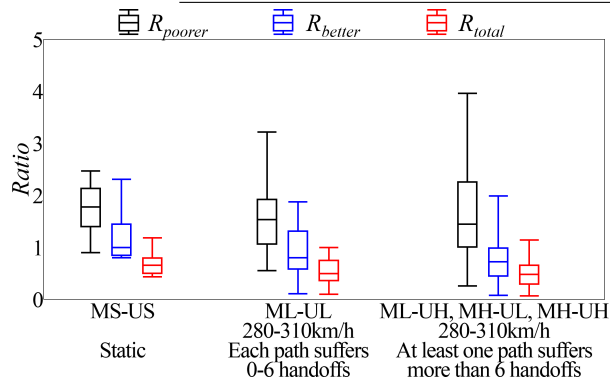 R_poorer R_better R_total
5
4
3
2
1
0
Ratio
MS-US ML-UL ML-UH, MH-UL, MH-UH
280-310km/h 280-310km/h
Static Each path suffers At least one path suffers
0-6 handoffs more than 6 handoffs